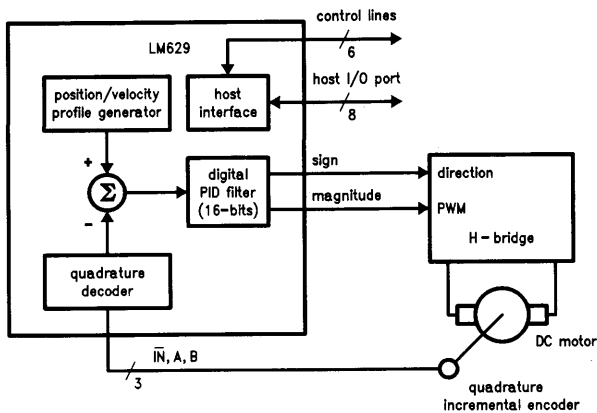 control lines
6
LM629
host I/O port
8
position/velocity
profile generator
host
interface
+
Σ
-
digital
PID filter
(16-bits)
sign
magnitude
direction
PWM
H-bridge
quadrature
decoder
DC motor
I̅N̅, A, B
3
quadrature
incremental encoder